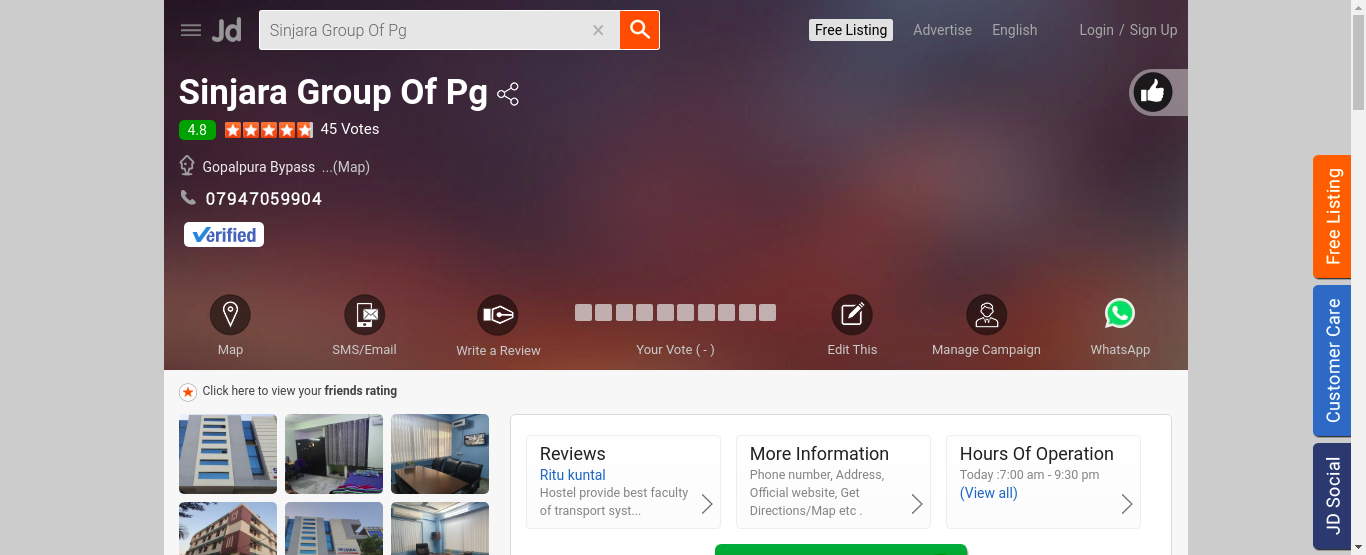 Jd
Sinjara Group Of Pg
Free Listing
Advertise
English
Login / Sign Up
Sinjara Group Of Pg
4.8
45 Votes
Gopalpura Bypass ...(Map)
07947059904
Verified
Map
SMS/Email
Write a Review
Your Vote ( - )
Edit This
Manage Campaign
WhatsApp
Click here to view your friends rating
Reviews
Ritu kuntal
Hostel provide best faculty
of transport syst...
More Information
Phone number, Address,
Official website, Get
Directions/Map etc .
Hours Of Operation
Today :7:00 am - 9:30 pm
(View all)
Free Listing
Customer Care
JD Social